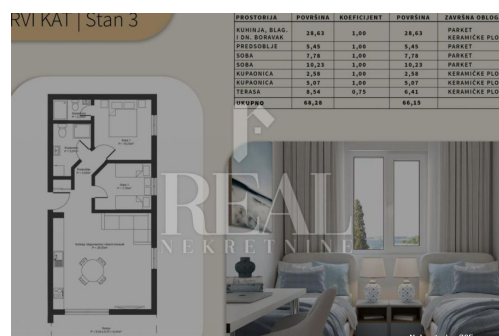 RVI KAT | Stan 3
PROSTORIJA POVRŠINA KOEFICIJENT POVRŠINA ZAVRŠNA OBLOG
KUHINJA, BLAG. I DN. BORAVAK 28,63 1,00 28,63 PARKET KERAMIČKE PLO
PREDSOBLJE 5,45 1,00 5,45 PARKET
SOBA 7,78 1,00 7,78 PARKET
SOBA 10,23 1,00 10,23 PARKET
KUPAONICA 2,58 1,00 2,58 KERAMIČKE PLO
KUPAONICA 5,07 1,00 5,07 KERAMIČKE PLO
TERASA 8,54 0,75 6,41 KERAMIČKE PLO
UKUPNO 68,28 66,15
REAL
NEKRETNINE